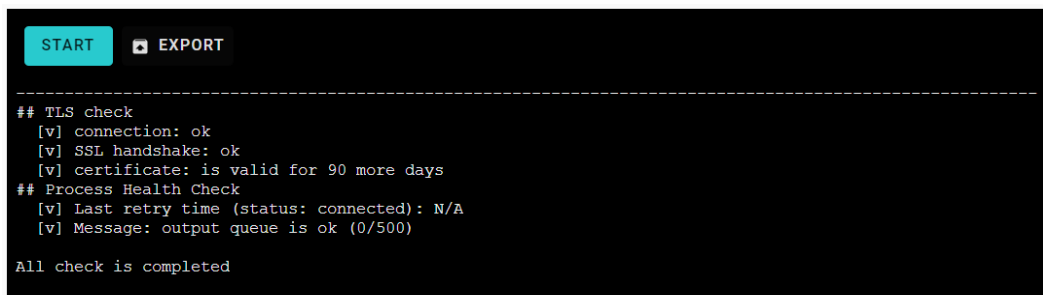 START EXPORT
----------------------------------------------------------------------------------------------------
## TLS check
[v] connection: ok
[v] SSL handshake: ok
[v] certificate: is valid for 90 more days
## Process Health Check
[v] Last retry time (status: connected): N/A
[v] Message: output queue is ok (0/500)
All check is completed